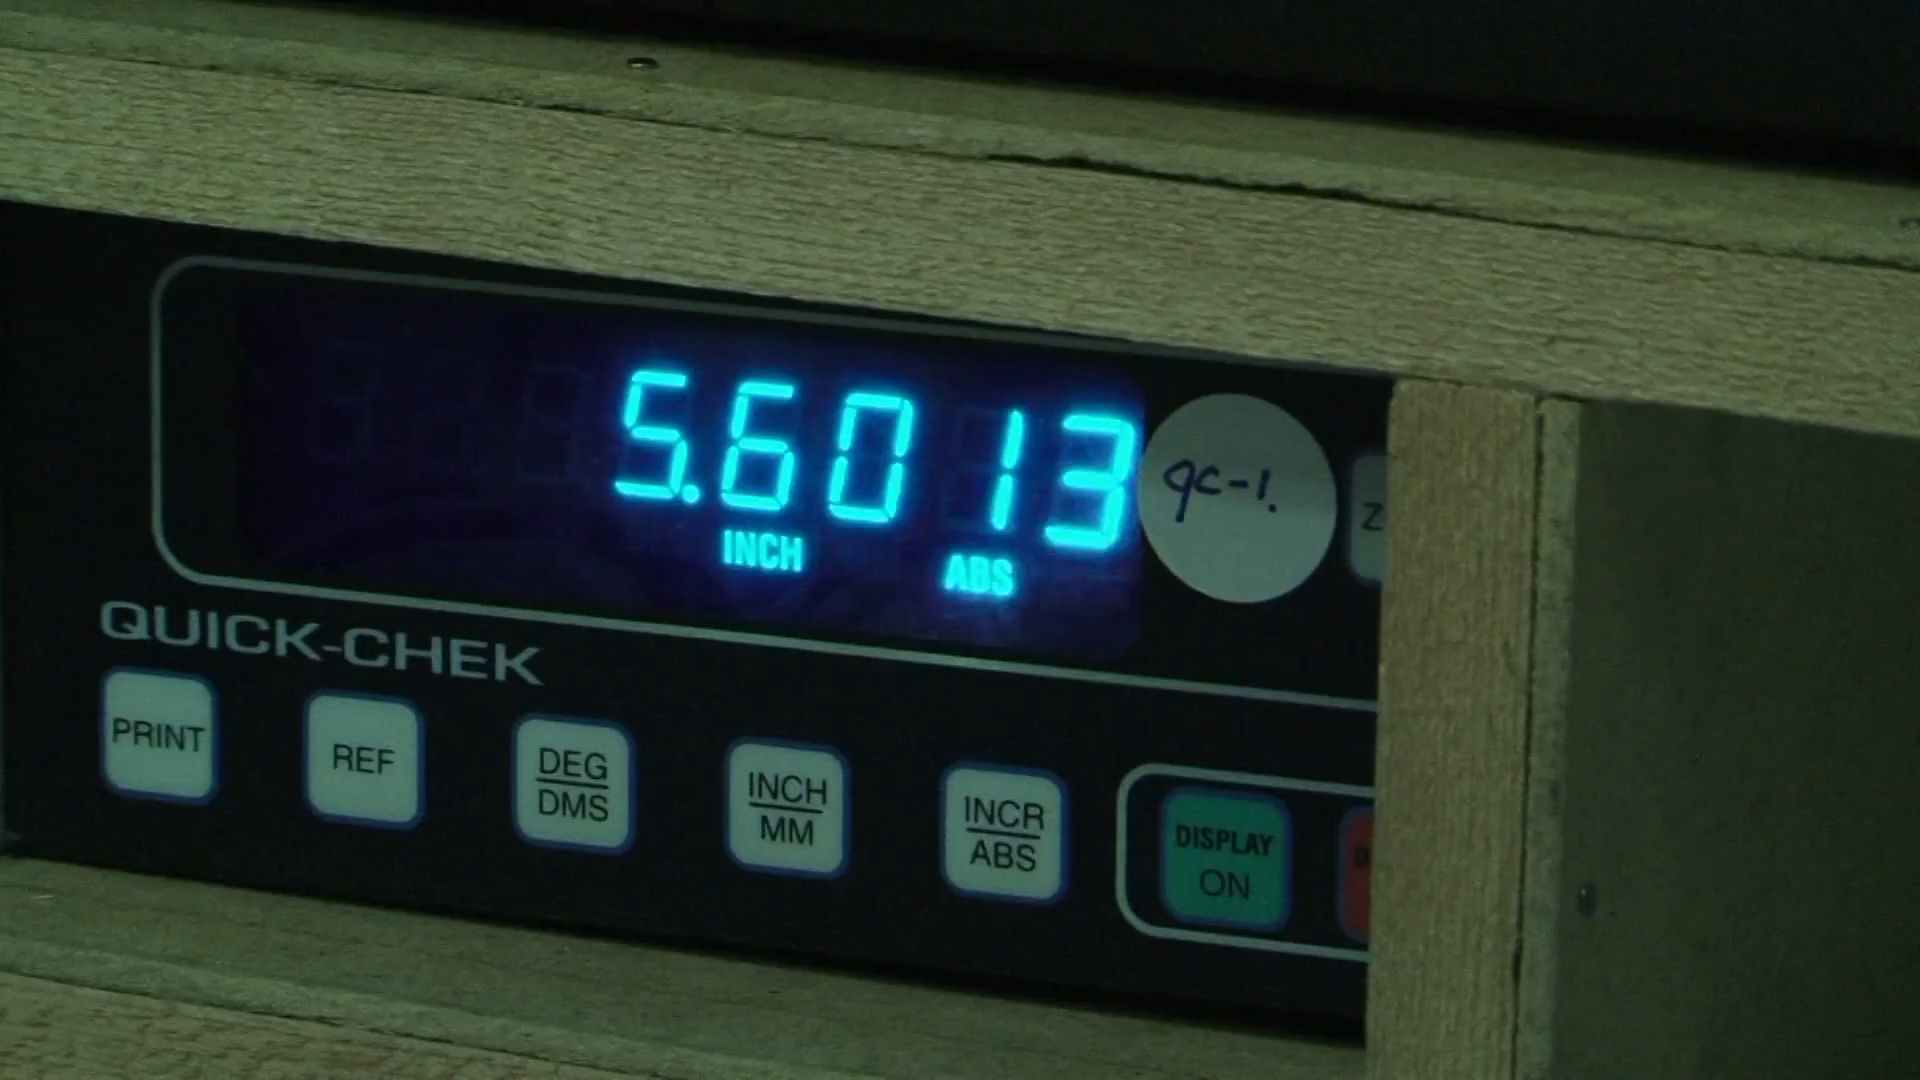 5.6013
INCH ABS
qc-1.
Z
QUICK-CHEK
PRINT
REF
DEG
DMS
INCH
MM
INCR
ABS
DISPLAY
ON